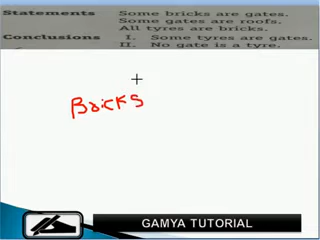 Statements Some bricks are gates.
Some gates are roofs.
All tyres are bricks.
Conclusions I. Some tyres are gates.
II. No gate is a tyre.
Bricks
GAMYA TUTORIAL